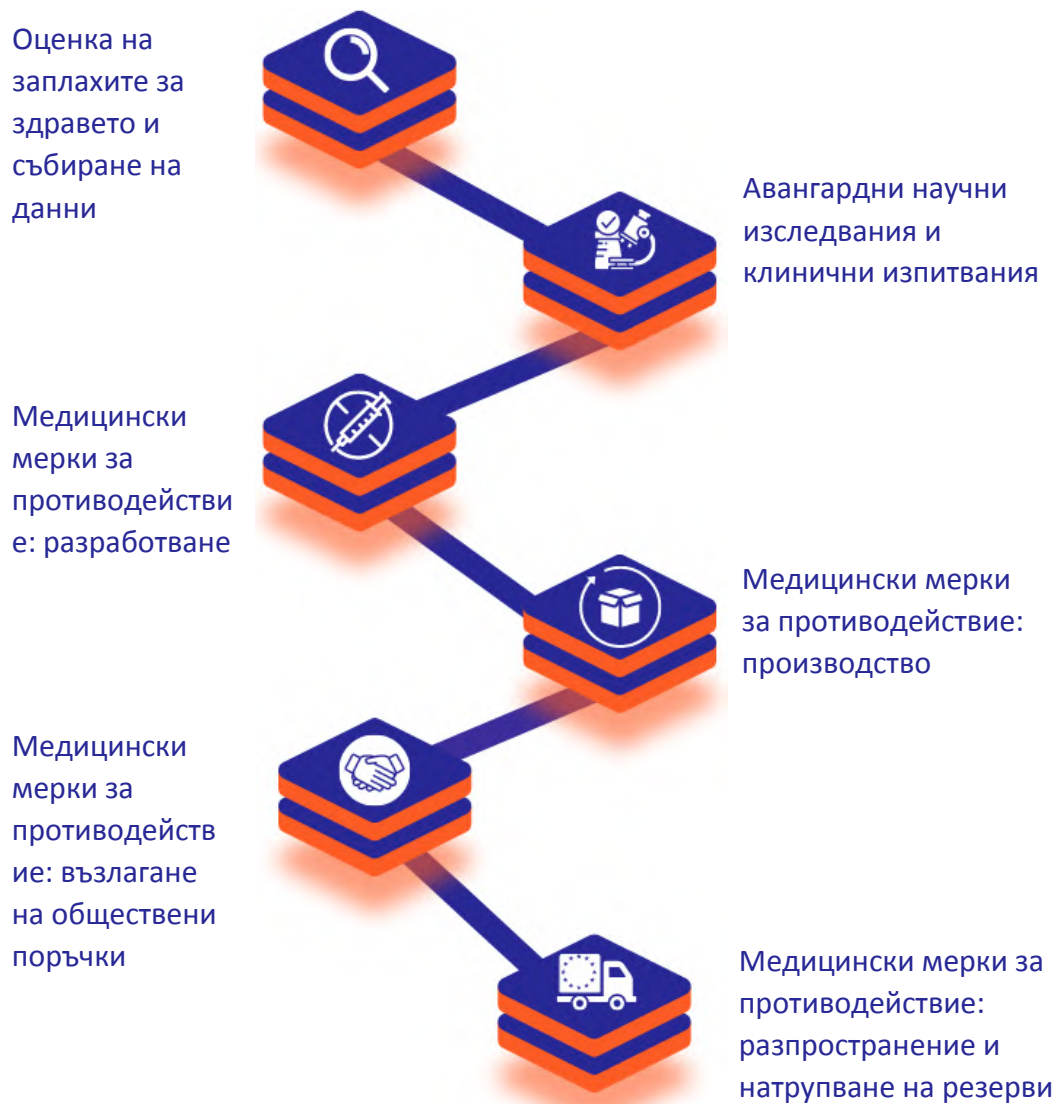 Оценка на
заплахите за
здравето и
събиране на
данни
Авангардни научни
изследвания и
клинични изпитвания
Медицински
мерки за
противодействи
е: разработване
Медицински мерки
за противодействие:
производство
Медицински
мерки за
противодейств
ие: възлагане
на обществени
поръчки
Медицински мерки за
противодействие:
разпространение и
натрупване на резерви